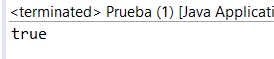 <terminated> Prueba (1) [Java Applicati
true